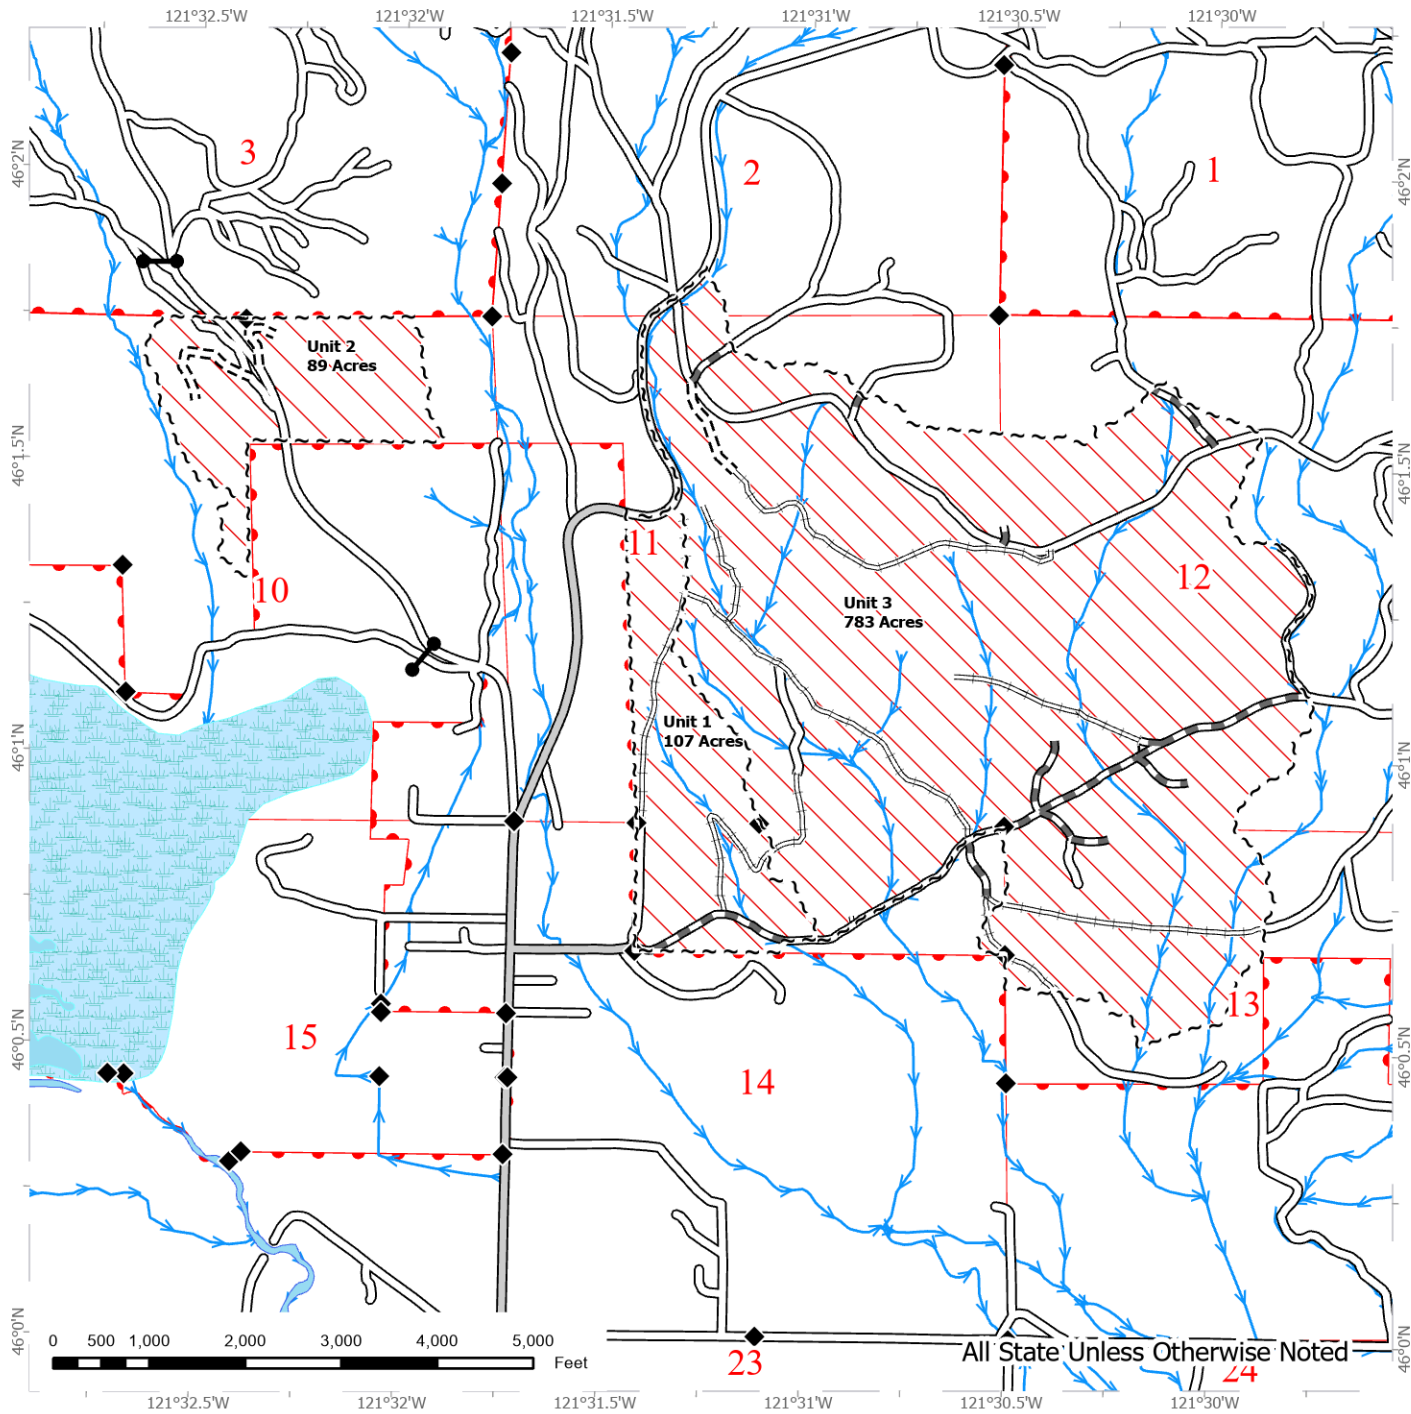 121°32.5'W 121°32'W 121°31.5'W 121°31'W 121°30.5'W 121°30'W
46°2'N 46°2'N
3 2 1
Unit 2
89 Acres
46°1.5'N 46°1.5'N
11
10 12
Unit 3
783 Acres
Unit 1
107 Acres
46°1'N 46°1'N
13
15 14
46°0.5'N 46°0.5'N
46°0'N 46°0'N
0 500 1,000 2,000 3,000 4,000 5,000
Feet
All State Unless Otherwise Noted
23 24
121°32.5'W 121°32'W 121°31.5'W 121°31'W 121°30.5'W 121°30'W